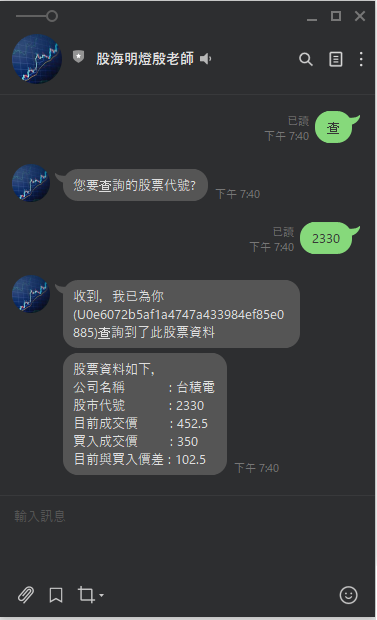 股海明燈殷老師
已讀
下午 7:40
查
您要查詢的股票代號?
下午 7:40
已讀
下午 7:40
2330
收到，我已為你
(U0e6072b5af1a4747a433984ef85e0
885)查詢到了此股票資料
股票資料如下，
公司名稱 : 台積電
股市代號 : 2330
目前成交價 : 452.5
買入成交價 : 350
目前與買入價差 : 102.5
下午 7:40
輸入訊息